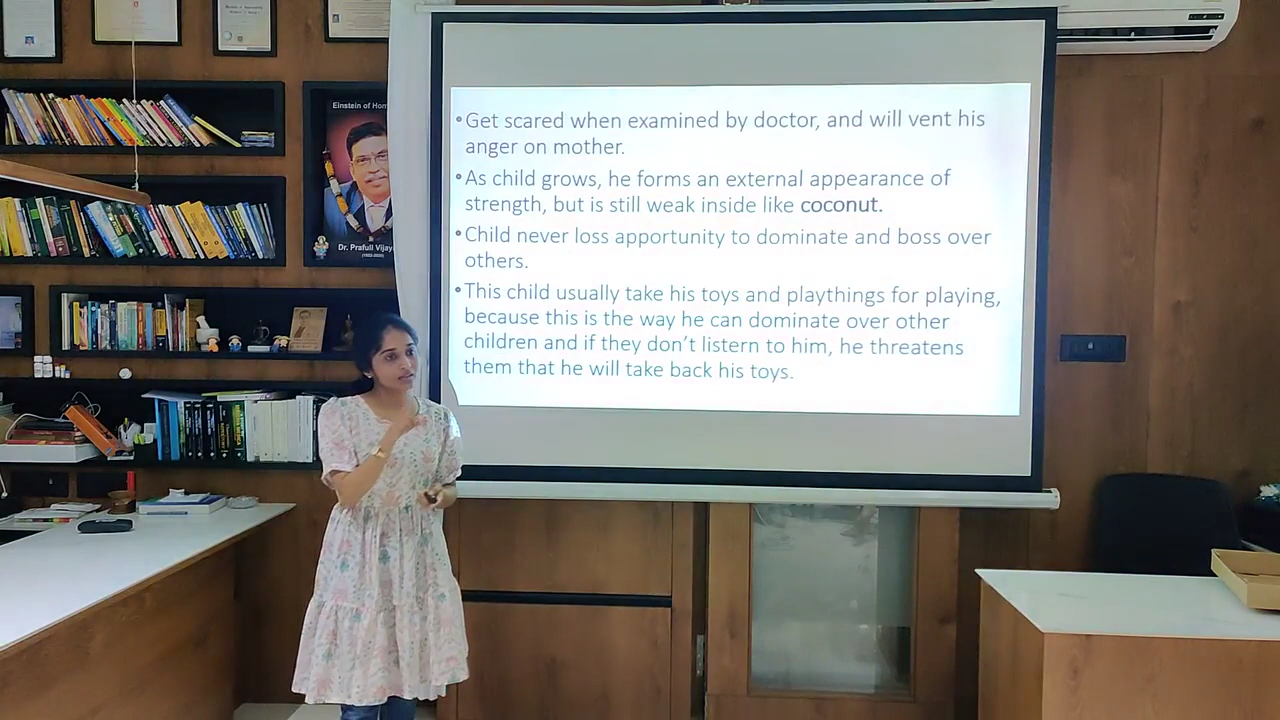 Einstein of Hom
Dr. Prafull Vijay
•Get scared when examined by doctor, and will vent his
anger on mother.
•As child grows, he forms an external appearance of
strength, but is still weak inside like coconut.
•Child never loss apportunity to dominate and boss over
others.
•This child usually take his toys and playthings for playing,
because this is the way he can dominate over other
children and if they don't listern to him, he threatens
them that he will take back his toys.